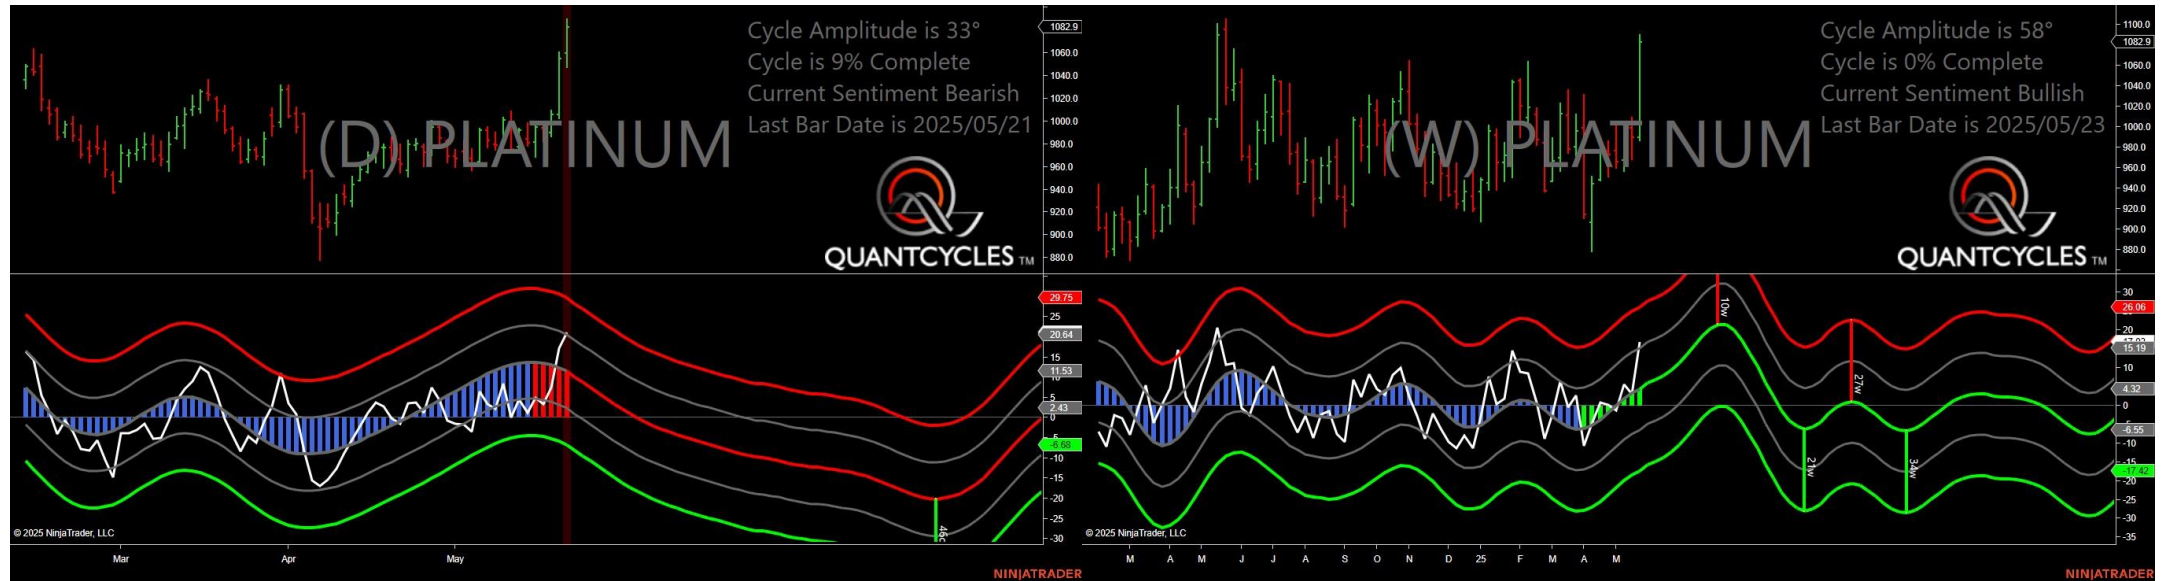 Cycle Amplitude is 33°
Cycle is 9% Complete
Current Sentiment Bearish
Last Bar Date is 2025/05/21
(D) PLATINUM
QUANTCYCLES TM
1082.9
1060.0
1040.0
1020.0
1000.0
980.0
960.0
940.0
920.0
900.0
880.0
29.75
25
20.64
15
11.53
5
2.43
-6.68
-10
-15
-20
-25
-30
© 2025 NinjaTrader, LLC
Mar
Apr
May
NINJATRADER
Cycle Amplitude is 58°
Cycle is 0% Complete
Current Sentiment Bullish
Last Bar Date is 2025/05/23
(W) PLATINUM
QUANTCYCLES TM
1100.0
1082.9
1060.0
1040.0
1020.0
1000.0
980.0
960.0
940.0
920.0
900.0
880.0
10w
27w
21w
34w
30
26.06
20
15.19
10
4.32
0
-6.55
-10
-15
-17.42
-20
-25
-30
-35
© 2025 NinjaTrader, LLC
M A M J J A S O N D 25 F M A M
NINJATRADER